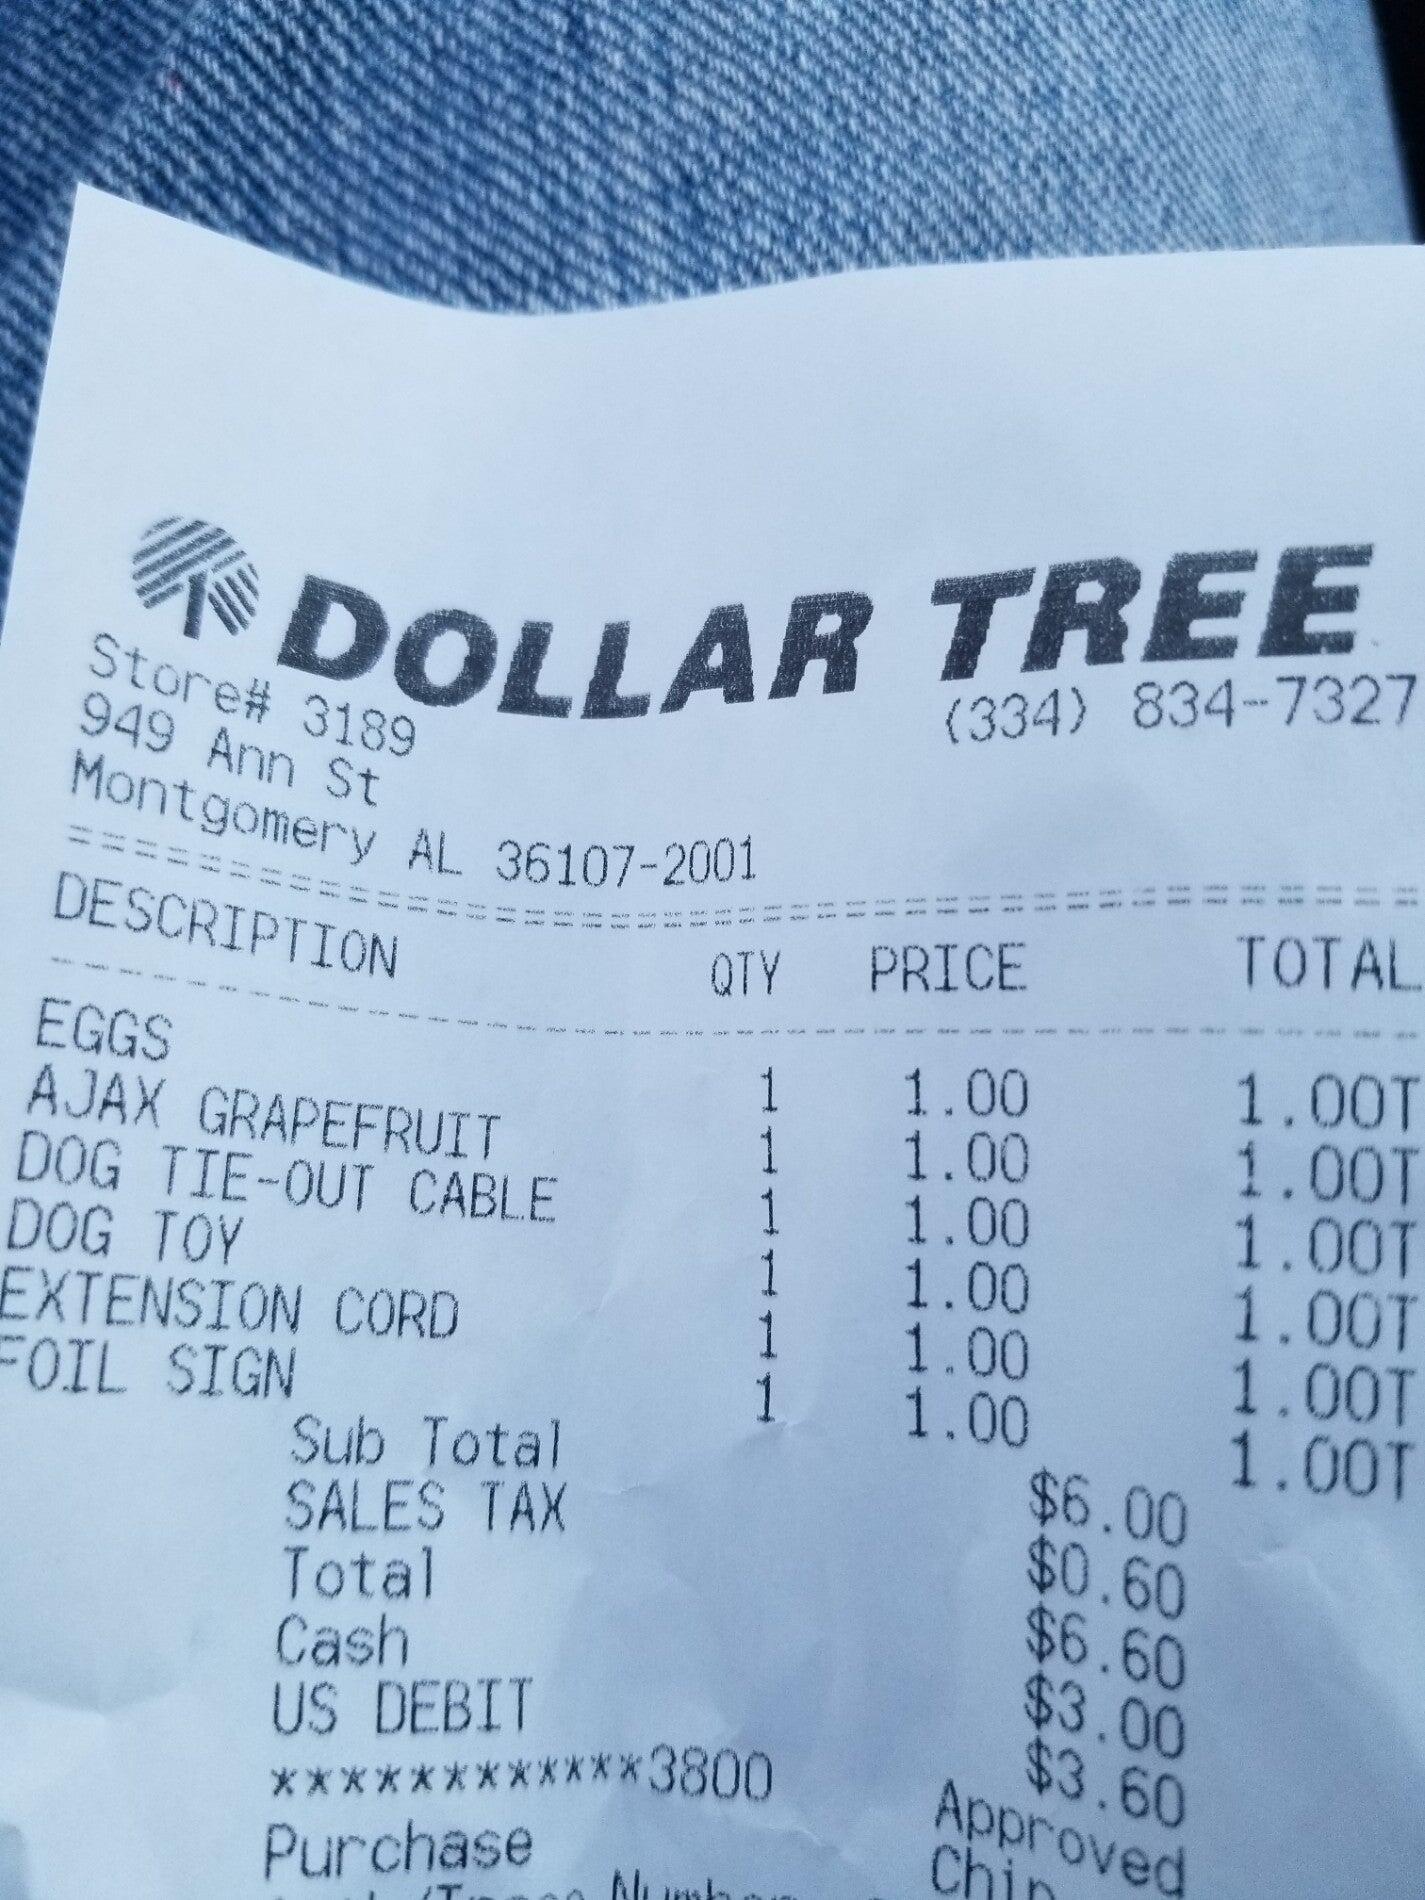 DOLLAR TREE
Store# 3189 (334) 834-7327
949 Ann St
Montgomery AL 36107-2001
================================================
DESCRIPTION QTY PRICE TOTAL
------------------------------------------------
EGGS 1 1.00 1.00T
AJAX GRAPEFRUIT 1 1.00 1.00T
DOG TIE-OUT CABLE 1 1.00 1.00T
DOG TOY 1 1.00 1.00T
EXTENSION CORD 1 1.00 1.00T
FOIL SIGN 1 1.00 1.00T
Sub Total $6.00
SALES TAX $0.60
Total $6.60
Cash $3.00
US DEBIT $3.60
************3800 Approved
Purchase Chip